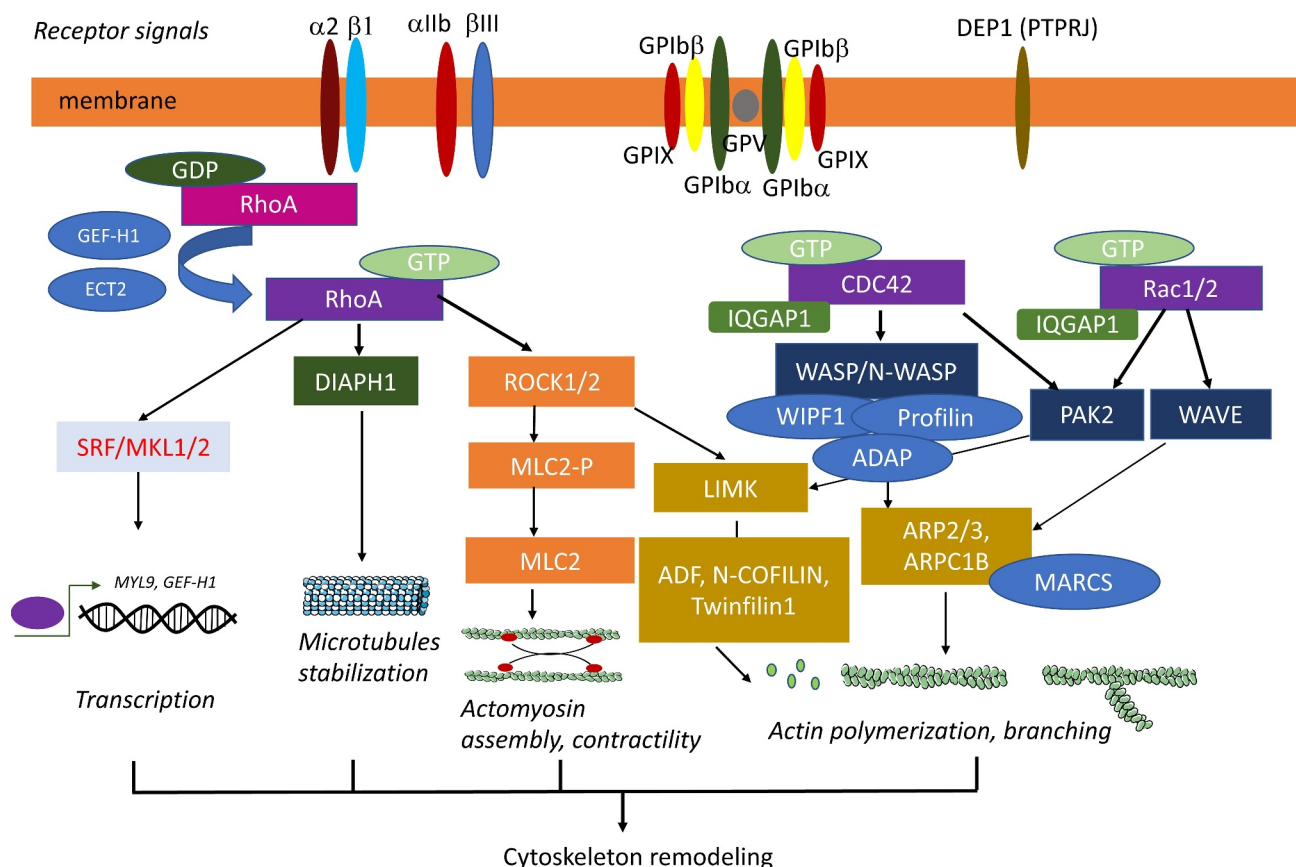 Receptor signals
α2
β1
αIIb
βIII
GPIbβ
GPIbβ
DEP1 (PTPRJ)
membrane
GPIX
GPV
GPIX
GPIbα
GPIbα
GDP
RhoA
GEF-H1
ECT2
GTP
RhoA
GTP
CDC42
IQGAP1
GTP
Rac1/2
IQGAP1
DIAPH1
ROCK1/2
WASP/N-WASP
WIPF1
Profilin
ADAP
PAK2
WAVE
SRF/MKL1/2
MLC2-P
LIMK
MLC2
ADF, N-COFILIN,
Twinfilin1
ARP2/3,
ARPC1B
MARCS
MYL9, GEF-H1
Transcription
Microtubules
stabilization
Actomyosin
assembly, contractility
Actin polymerization, branching
Cytoskeleton remodeling